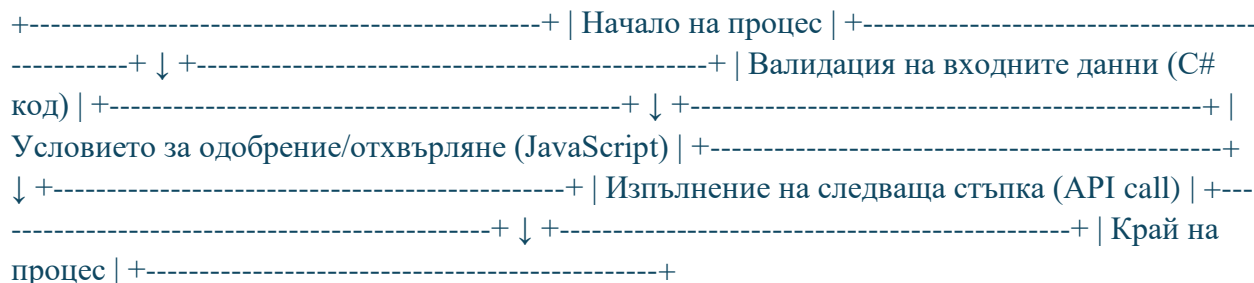 +------------------------------------------------+ | Начало на процес | +-------------------------------------
-----------+ ↓ +------------------------------------------------+ | Валидация на входните данни (C#
код) | +------------------------------------------------+ ↓ +------------------------------------------------+ |
Условието за одобрение/отхвърляне (JavaScript) | +------------------------------------------------+
↓ +------------------------------------------------+ | Изпълнение на следваща стъпка (API call) | +---
---------------------------------------------+ ↓ +------------------------------------------------+ | Край на
процес | +------------------------------------------------+